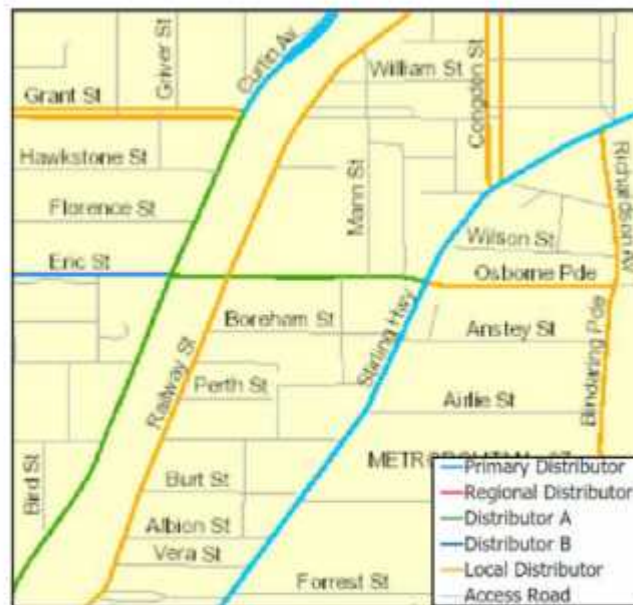 Griver St
Curtin Av
William St
Congdon St
Grant St
Hawkstone St
Mann St
Richardson Av
Florence St
Wilson St
Eric St
Osborne Pde
Boreham St
Stirling Hwy
Anstey St
Railway St
Blindaring Pde
Perth St
Airlie St
Bird St
Burt St
Primary Distributor
Regional Distributor
Distributor A
Albion St
Distributor B
Vera St
Local Distributor
Forrest St
Access Road